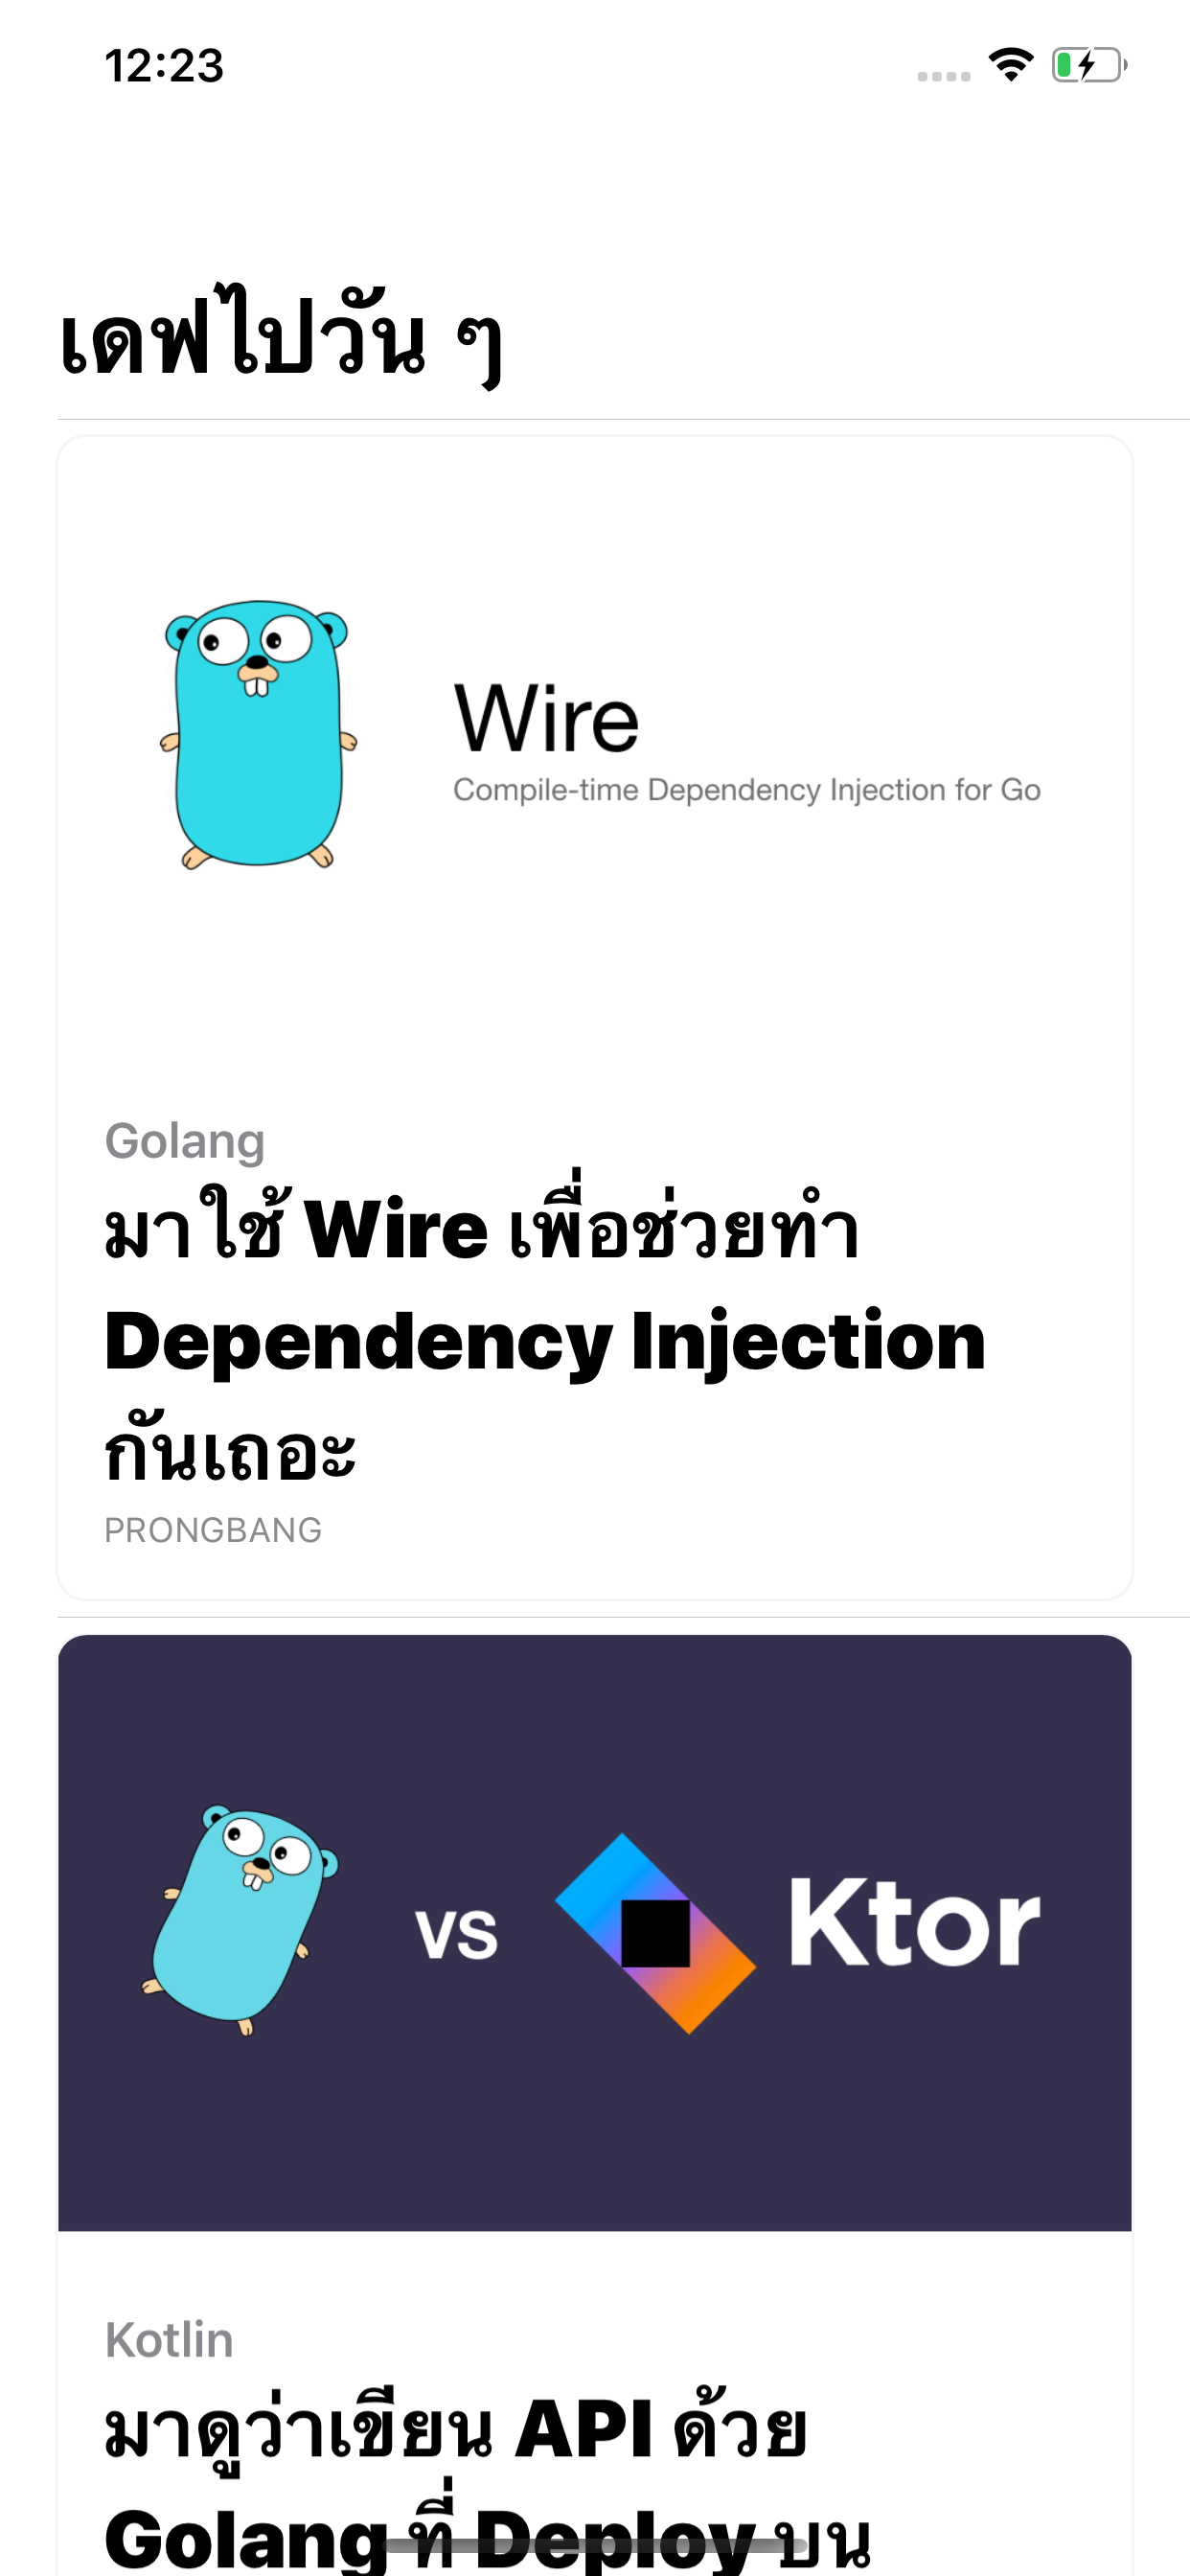 12:23
เดฟไปวัน ๆ
Wire
Compile-time Dependency Injection for Go
Golang
มาใช้ Wire เพื่อช่วยทำ
Dependency Injection
กันเถอะ
PRONGBANG
vs
Ktor
Kotlin
มาดูว่าเขียน API ด้วย
Golang ที่ Deploy บน